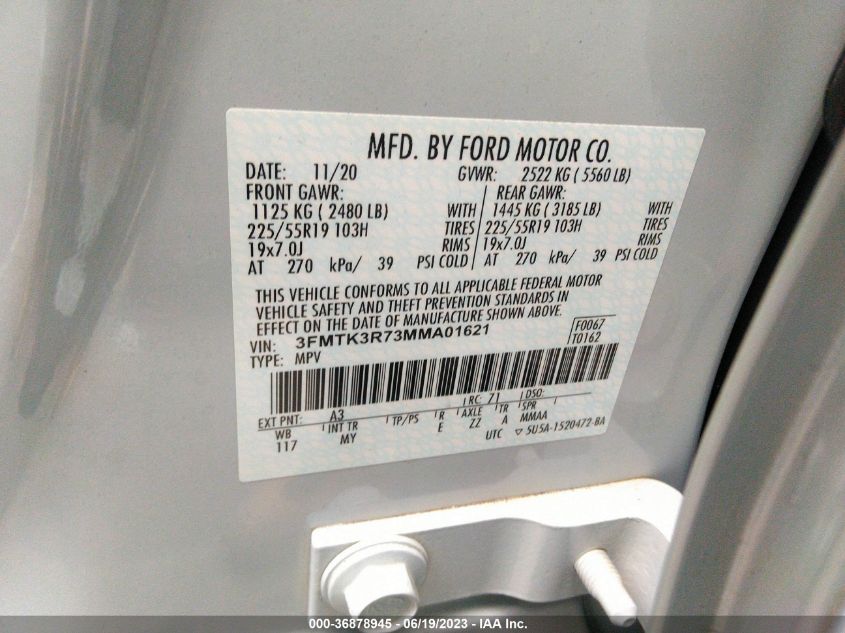 MFD. BY FORD MOTOR CO.
DATE: 11/20 GVWR: 2522 KG ( 5560 LB)
FRONT GAWR: REAR GAWR:
1125 KG ( 2480 LB) WITH 1445 KG ( 3185 LB) WITH
225/55R19 103H TIRES 225/55R19 103H TIRES
19x7.0J RIMS 19x7.0J RIMS
AT 270 kPa/ 39 PSI COLD AT 270 kPa/ 39 PSI COLD
THIS VEHICLE CONFORMS TO ALL APPLICABLE FEDERAL MOTOR
VEHICLE SAFETY AND THEFT PREVENTION STANDARDS IN
EFFECT ON THE DATE OF MANUFACTURE SHOWN ABOVE.
VIN: 3FMTK3R73MMA01621 F0067
TYPE: MPV T0162
EXT PNT: A3 RC: 71 DSO:
WB INT TR TP/PS R AXLE TR SPR
117 MY E ZZ A MMAA
UTC ▽ 5U5A-1520472-BA
000-36878945 - 06/19/2023 - IAA Inc.